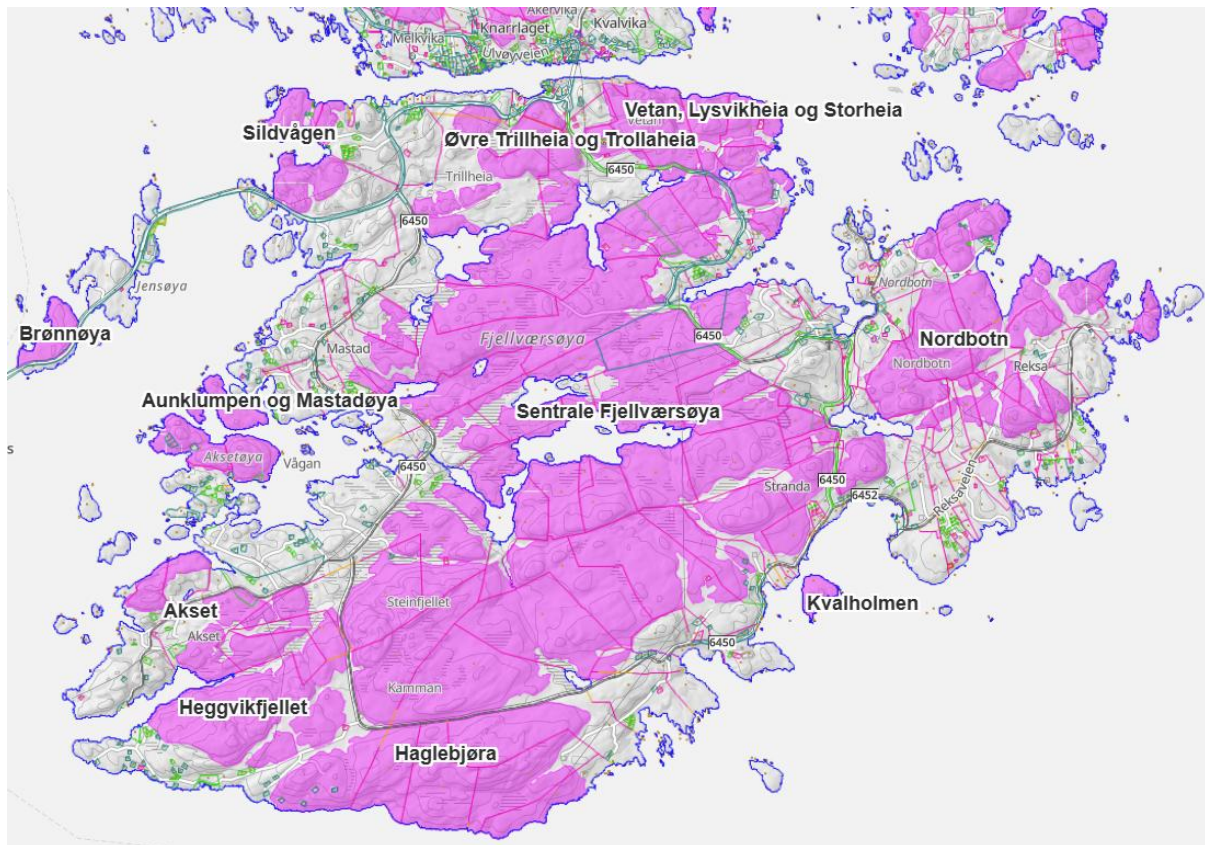 Akervika
Knarrlaget
Kvalvika
Melkvika
Ulvøyveien
Vetan, Lysvikheia og Storheia
Vetan
Sildvågen
Øvre Trillheia og Trollaheia
6450
Trillheia
6450
Jensøya
Nordbotn
Brønnøya
Fjellværsøya
6450
Nordbotn
Mastad
Nordbotn
Reksa
Aunklumpen og Mastadøya
Sentrale Fjellværsøya
s
Aksetøya
Vågan
6450
6450
Stranda
6452
Reksaveien
Steinfjellet
Akset
Kvalholmen
Akset
6450
Kamman
Heggvikfjellet
Haglebjøra